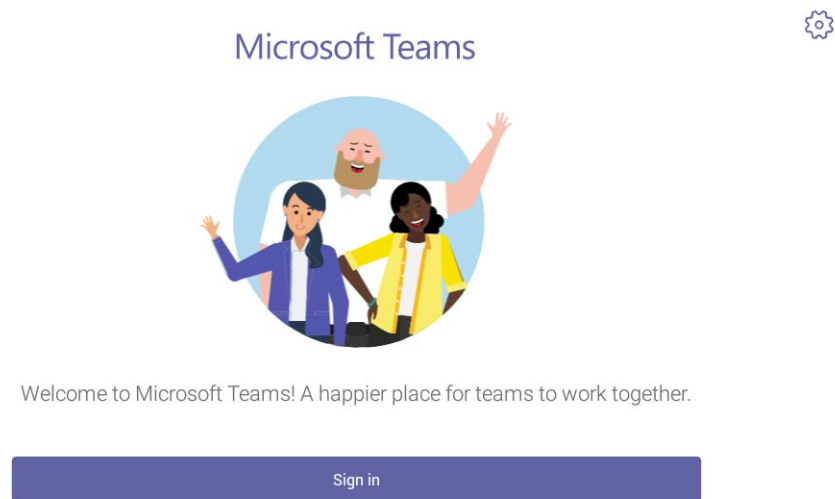 Microsoft Teams
Welcome to Microsoft Teams! A happier place for teams to work together.
Sign in